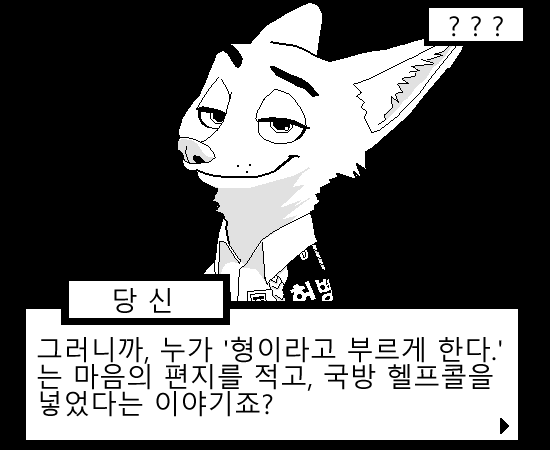 ? ? ?
헌병
당 신
그러니까, 누가 '형이라고 부르게 한다.'
는 마음의 편지를 적고, 국방 헬프콜을
넣었다는 이야기죠?